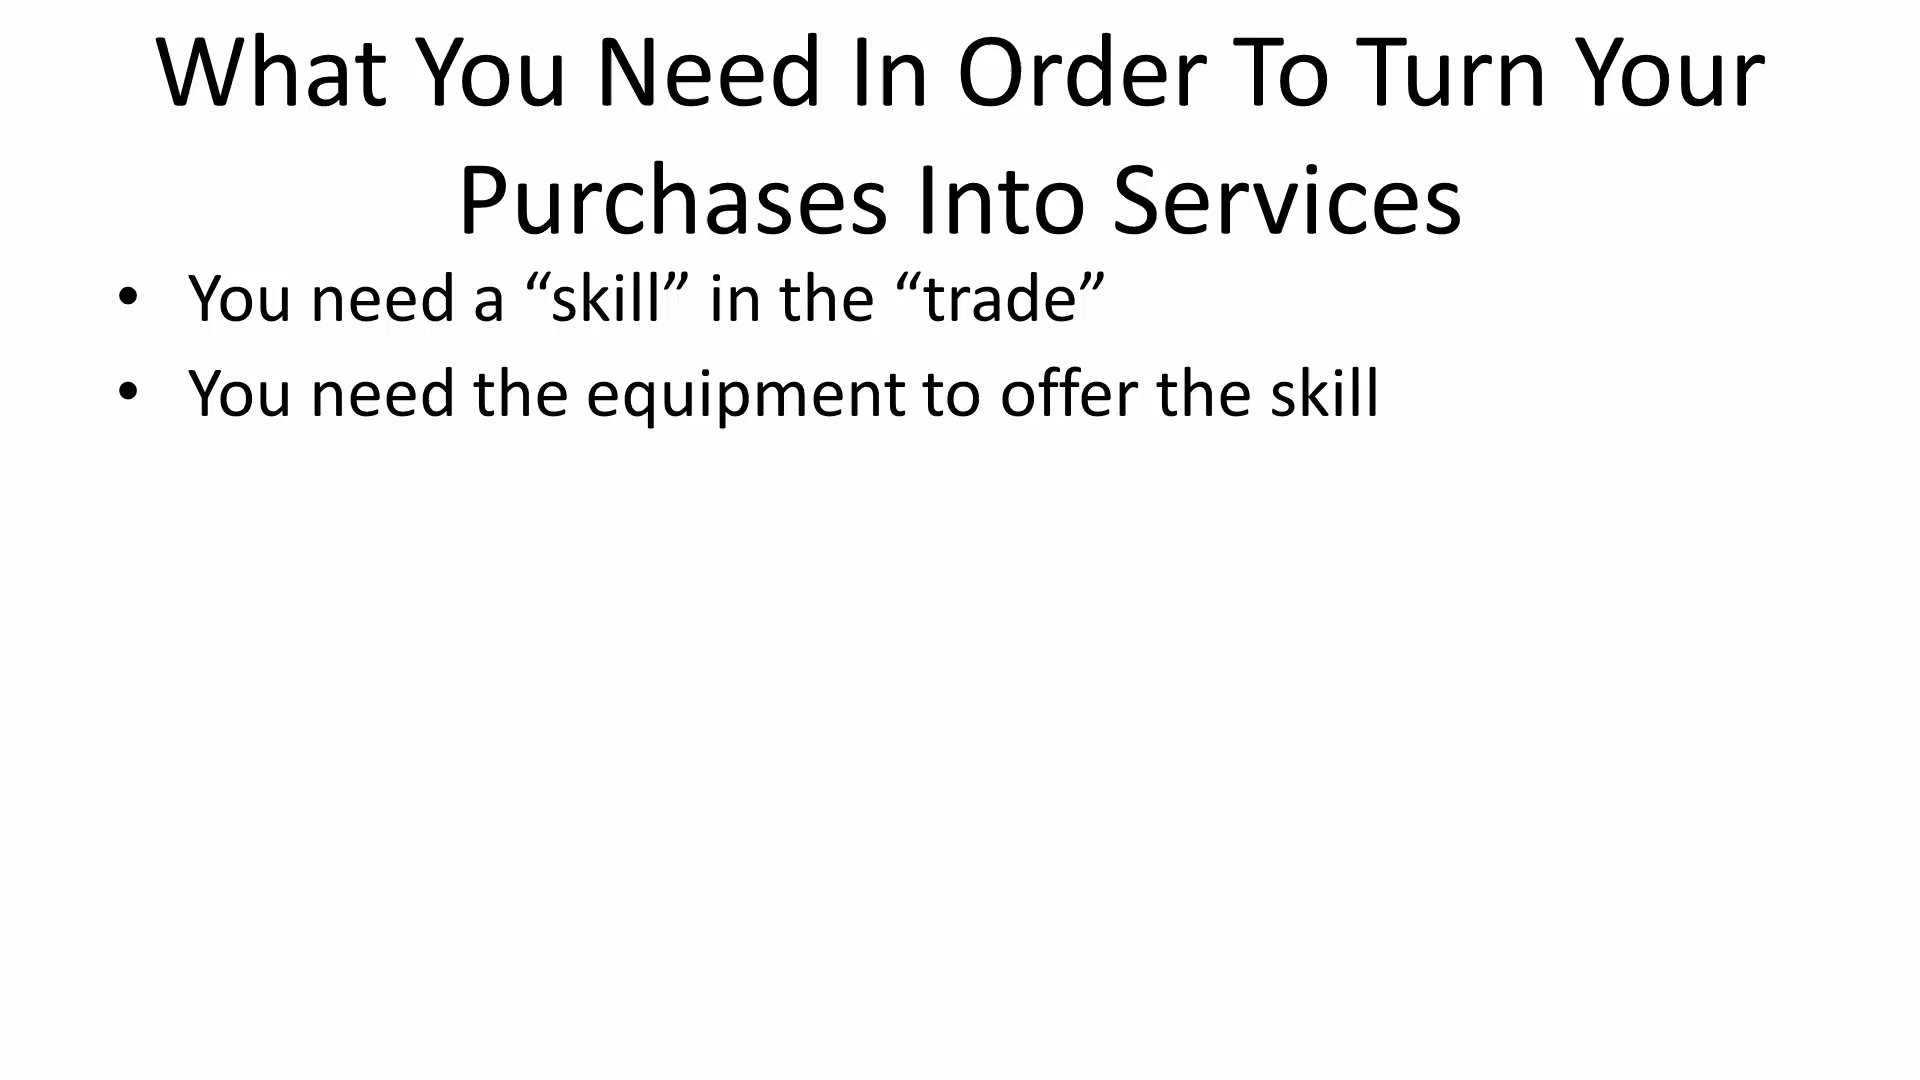 What You Need In Order To Turn Your
Purchases Into Services
• You need a “skill” in the “trade”
• You need the equipment to offer the skill